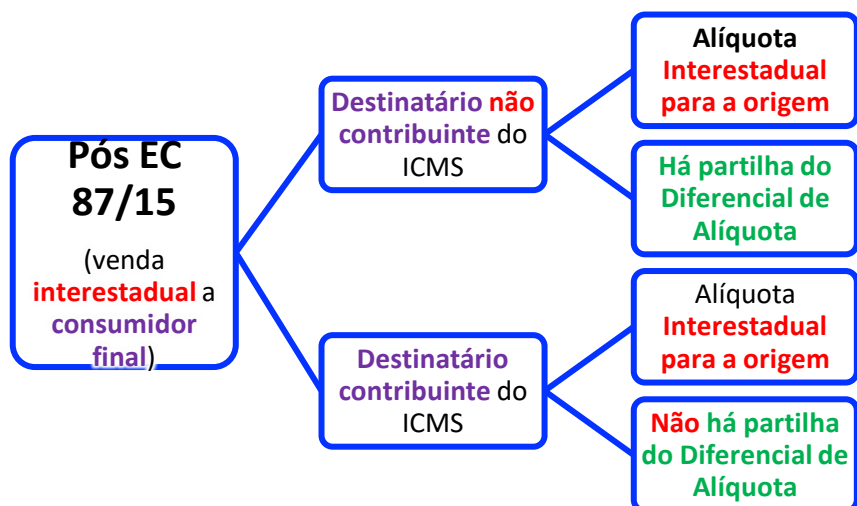 Pós EC
87/15
(venda
interestadual a
consumidor
final)
Destinatário não
contribuinte do
ICMS
Alíquota
Interestadual
para a origem
Há partilha do
Diferencial de
Alíquota
Destinatário
contribuinte do
ICMS
Alíquota
Interestadual
para a origem
Não há partilha
do Diferencial de
Alíquota